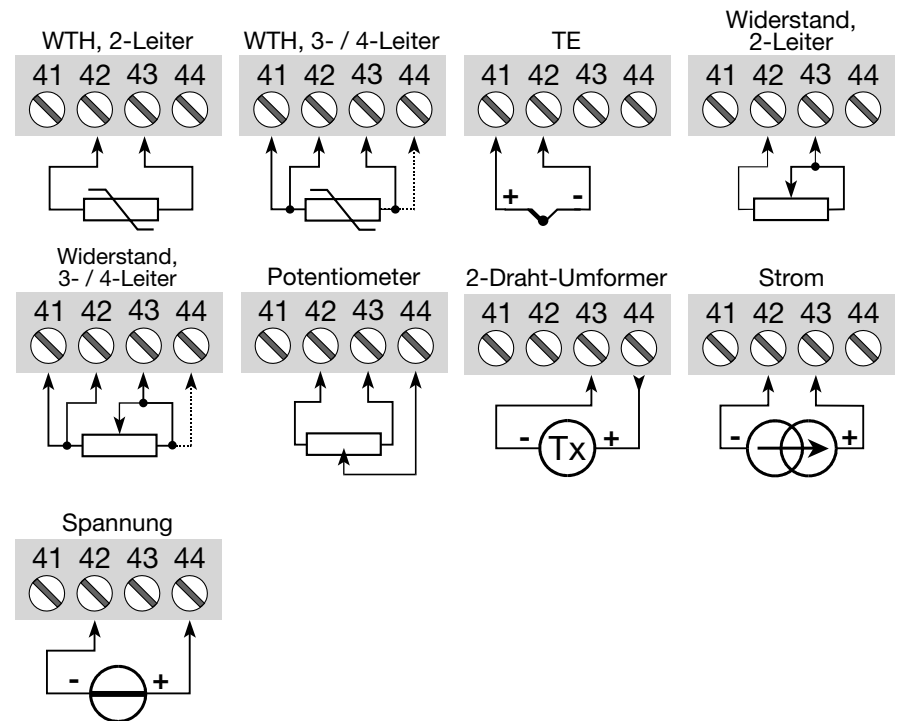 WTH, 2-Leiter
41 42 43 44
WTH, 3- / 4-Leiter
41 42 43 44
TE
41 42 43 44
+ -
Widerstand,
2-Leiter
41 42 43 44
Widerstand,
3- / 4-Leiter
41 42 43 44
Potentiometer
41 42 43 44
2-Draht-Umformer
41 42 43 44
- Tx +
Strom
41 42 43 44
- +
Spannung
41 42 43 44
- +